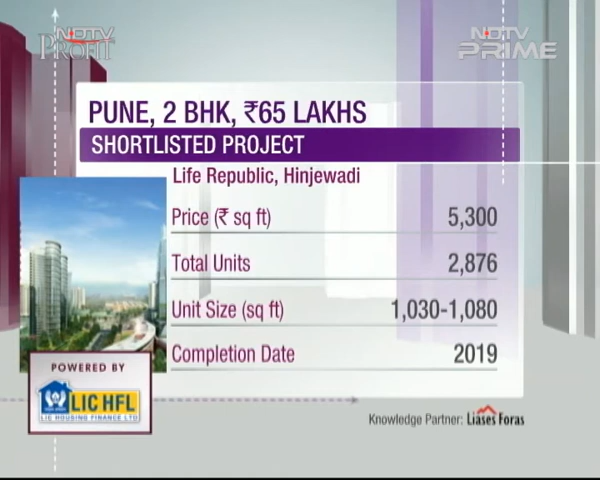 NDTV
PROFIT
NDTV
PRIME
PUNE, 2 BHK, ₹65 LAKHS
SHORTLISTED PROJECT
Life Republic, Hinjewadi
Price (₹ sq ft) 5,300
Total Units 2,876
Unit Size (sq ft) 1,030-1,080
Completion Date 2019
POWERED BY
LIC HFL
LIC HOUSING FINANCE LTD
Knowledge Partner: Liases Foras